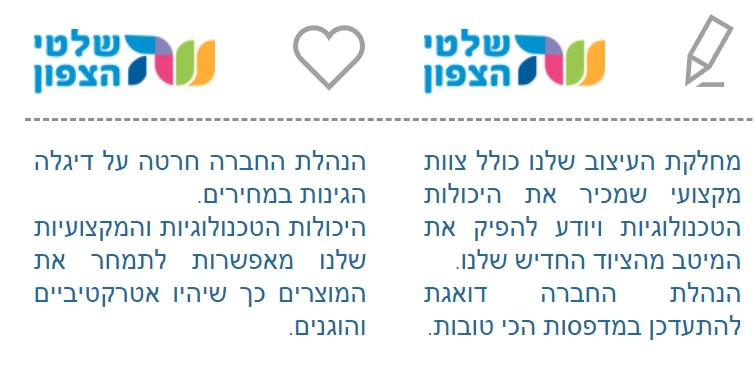 שלטי
הצפון
מחלקת העיצוב שלנו כולל צוות
מקצועי שמכיר את היכולות
הטכנולוגיות ויודע להפיק את
המיטב מהציוד החדיש שלנו.
הנהלת החברה דואגת
להתעדכן במדפסות הכי טובות.
שלטי
הצפון
הנהלת החברה חרטה על דיגלה
הגינות במחירים.
היכולות הטכנולוגיות והמקצועיות
שלנו מאפשרות לתמחר את
המוצרים כך שיהיו אטרקטיביים
והוגנים.